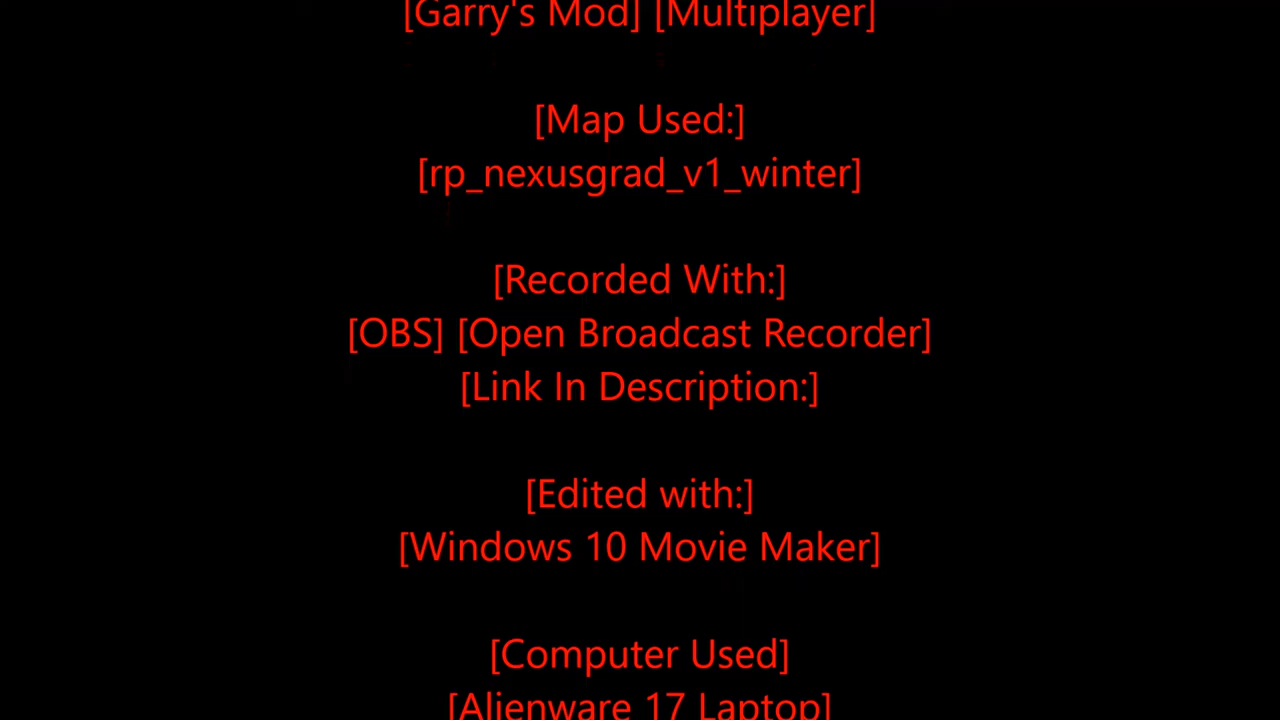 [Garry's Mod] [Multiplayer]
[Map Used:]
[rp_nexusgrad_v1_winter]
[Recorded With:]
[OBS] [Open Broadcast Recorder]
[Link In Description:]
[Edited with:]
[Windows 10 Movie Maker]
[Computer Used]
[Alienware 17 Laptop]